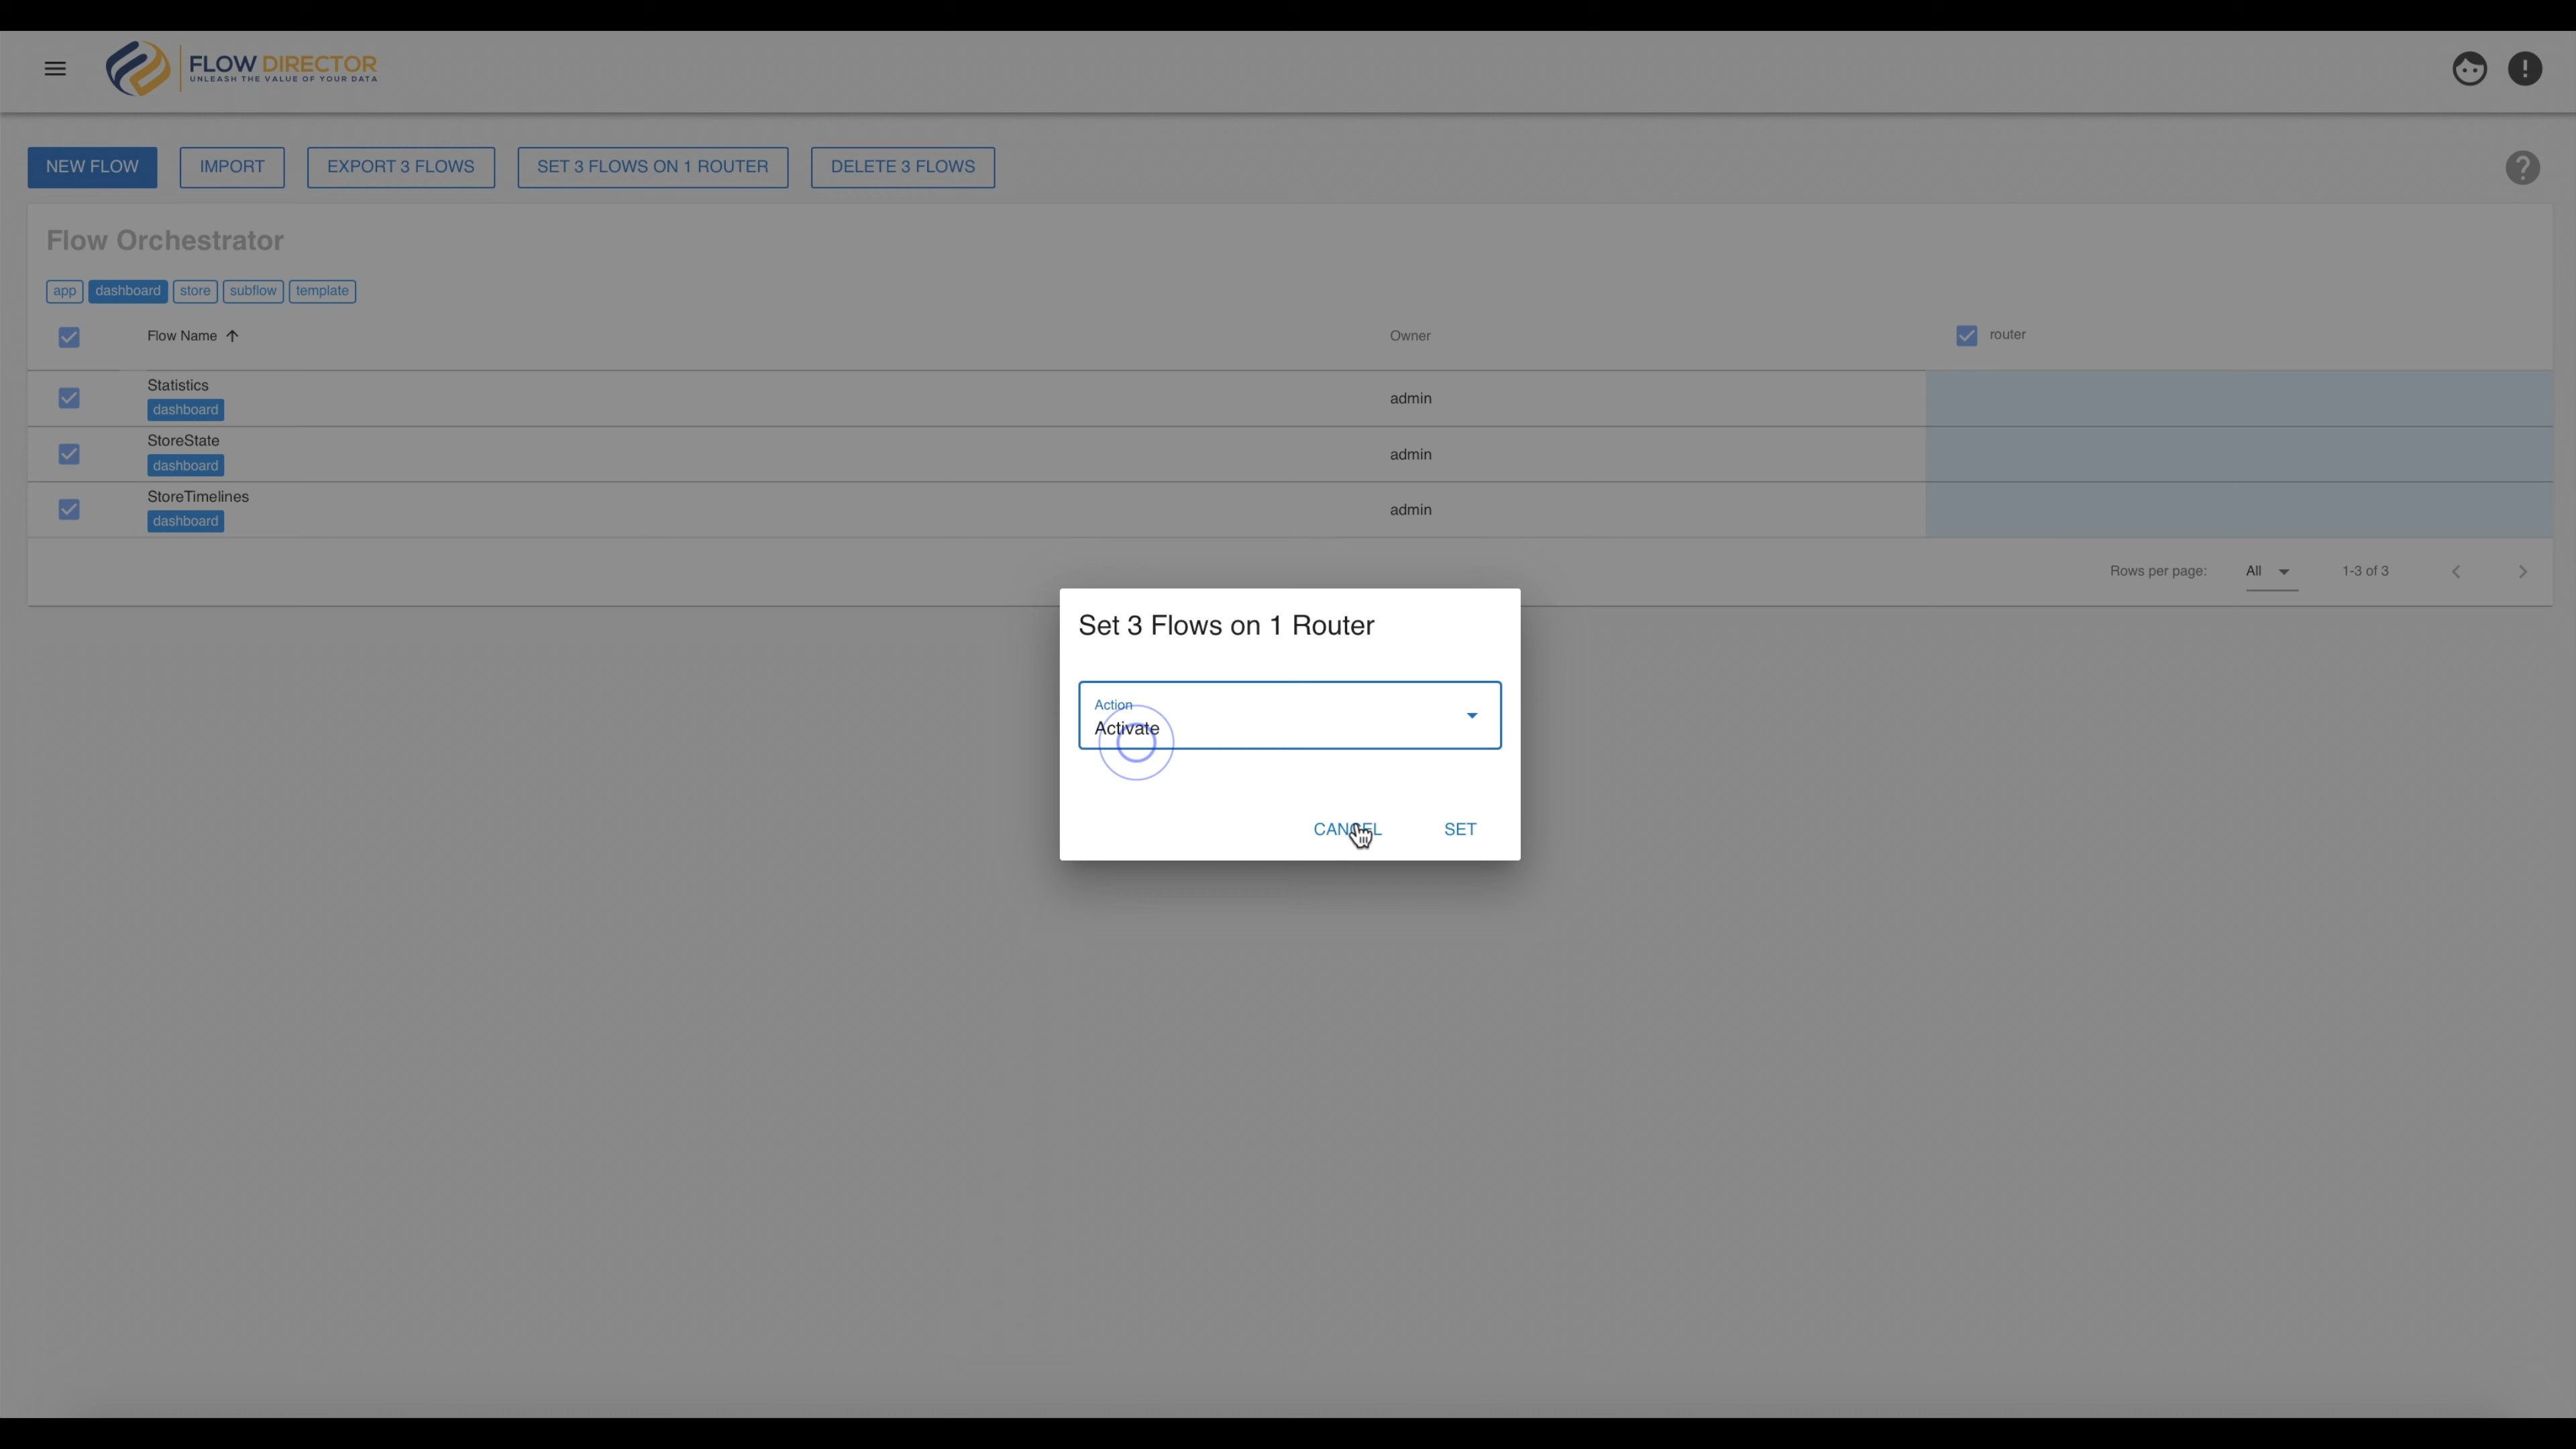 FLOW DIRECTOR
UNLEASH THE VALUE OF YOUR DATA
NEW FLOW
IMPORT
EXPORT 3 FLOWS
SET 3 FLOWS ON 1 ROUTER
DELETE 3 FLOWS
Flow Orchestrator
app
dashboard
store
subflow
template
Flow Name
Owner
router
Statistics
dashboard
admin
StoreState
dashboard
admin
StoreTimelines
dashboard
admin
Rows per page:
All
1-3 of 3
Set 3 Flows on 1 Router
Action
Activate
CANCEL
SET